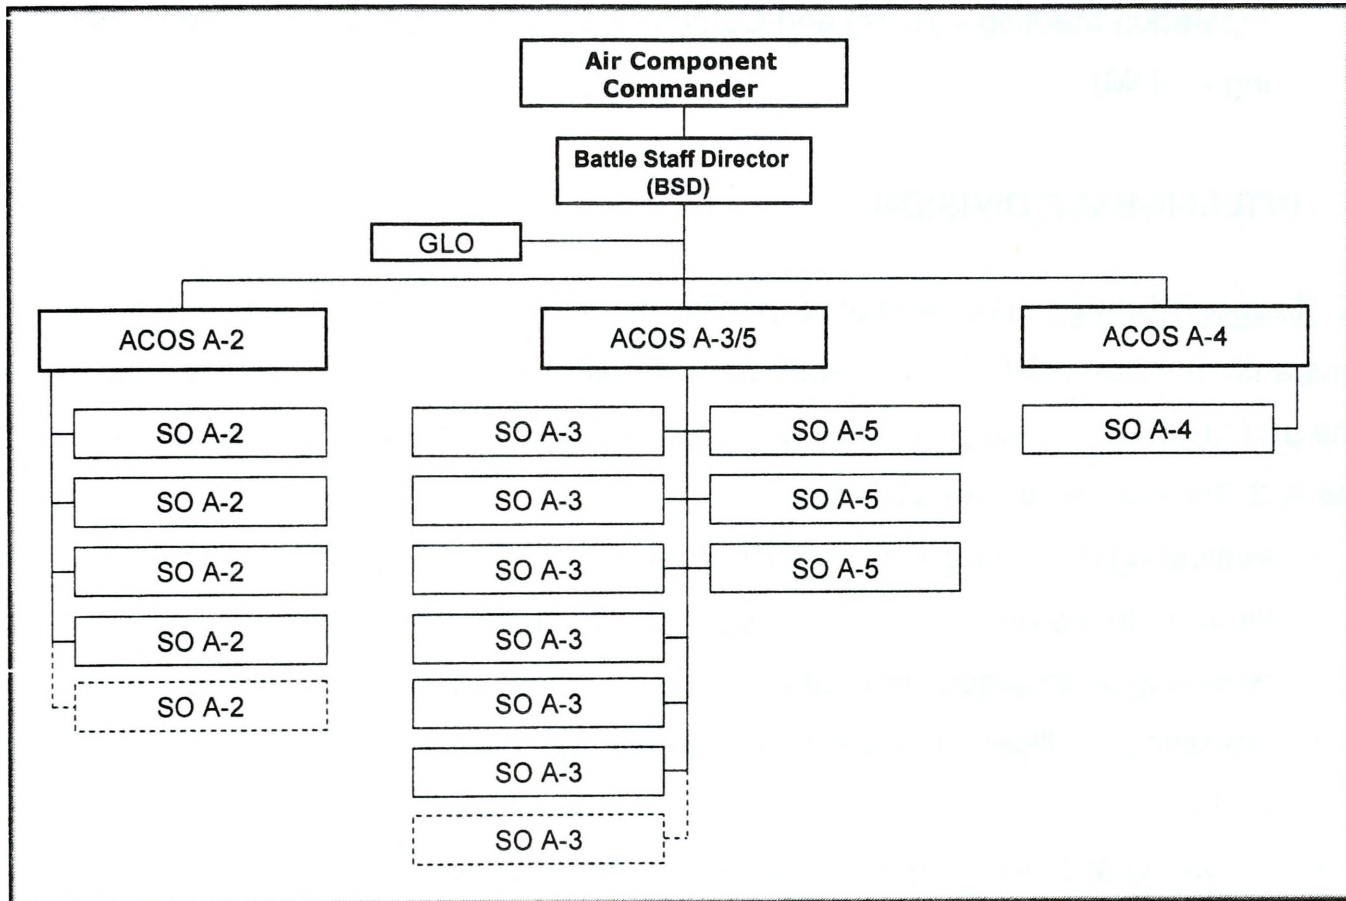 Air Component
Commander
Battle Staff Director
(BSD)
GLO
ACOS A-2
ACOS A-3/5
ACOS A-4
SO A-2
SO A-2
SO A-2
SO A-2
SO A-2
SO A-3
SO A-5
SO A-3
SO A-5
SO A-3
SO A-5
SO A-3
SO A-3
SO A-3
SO A-3
SO A-4